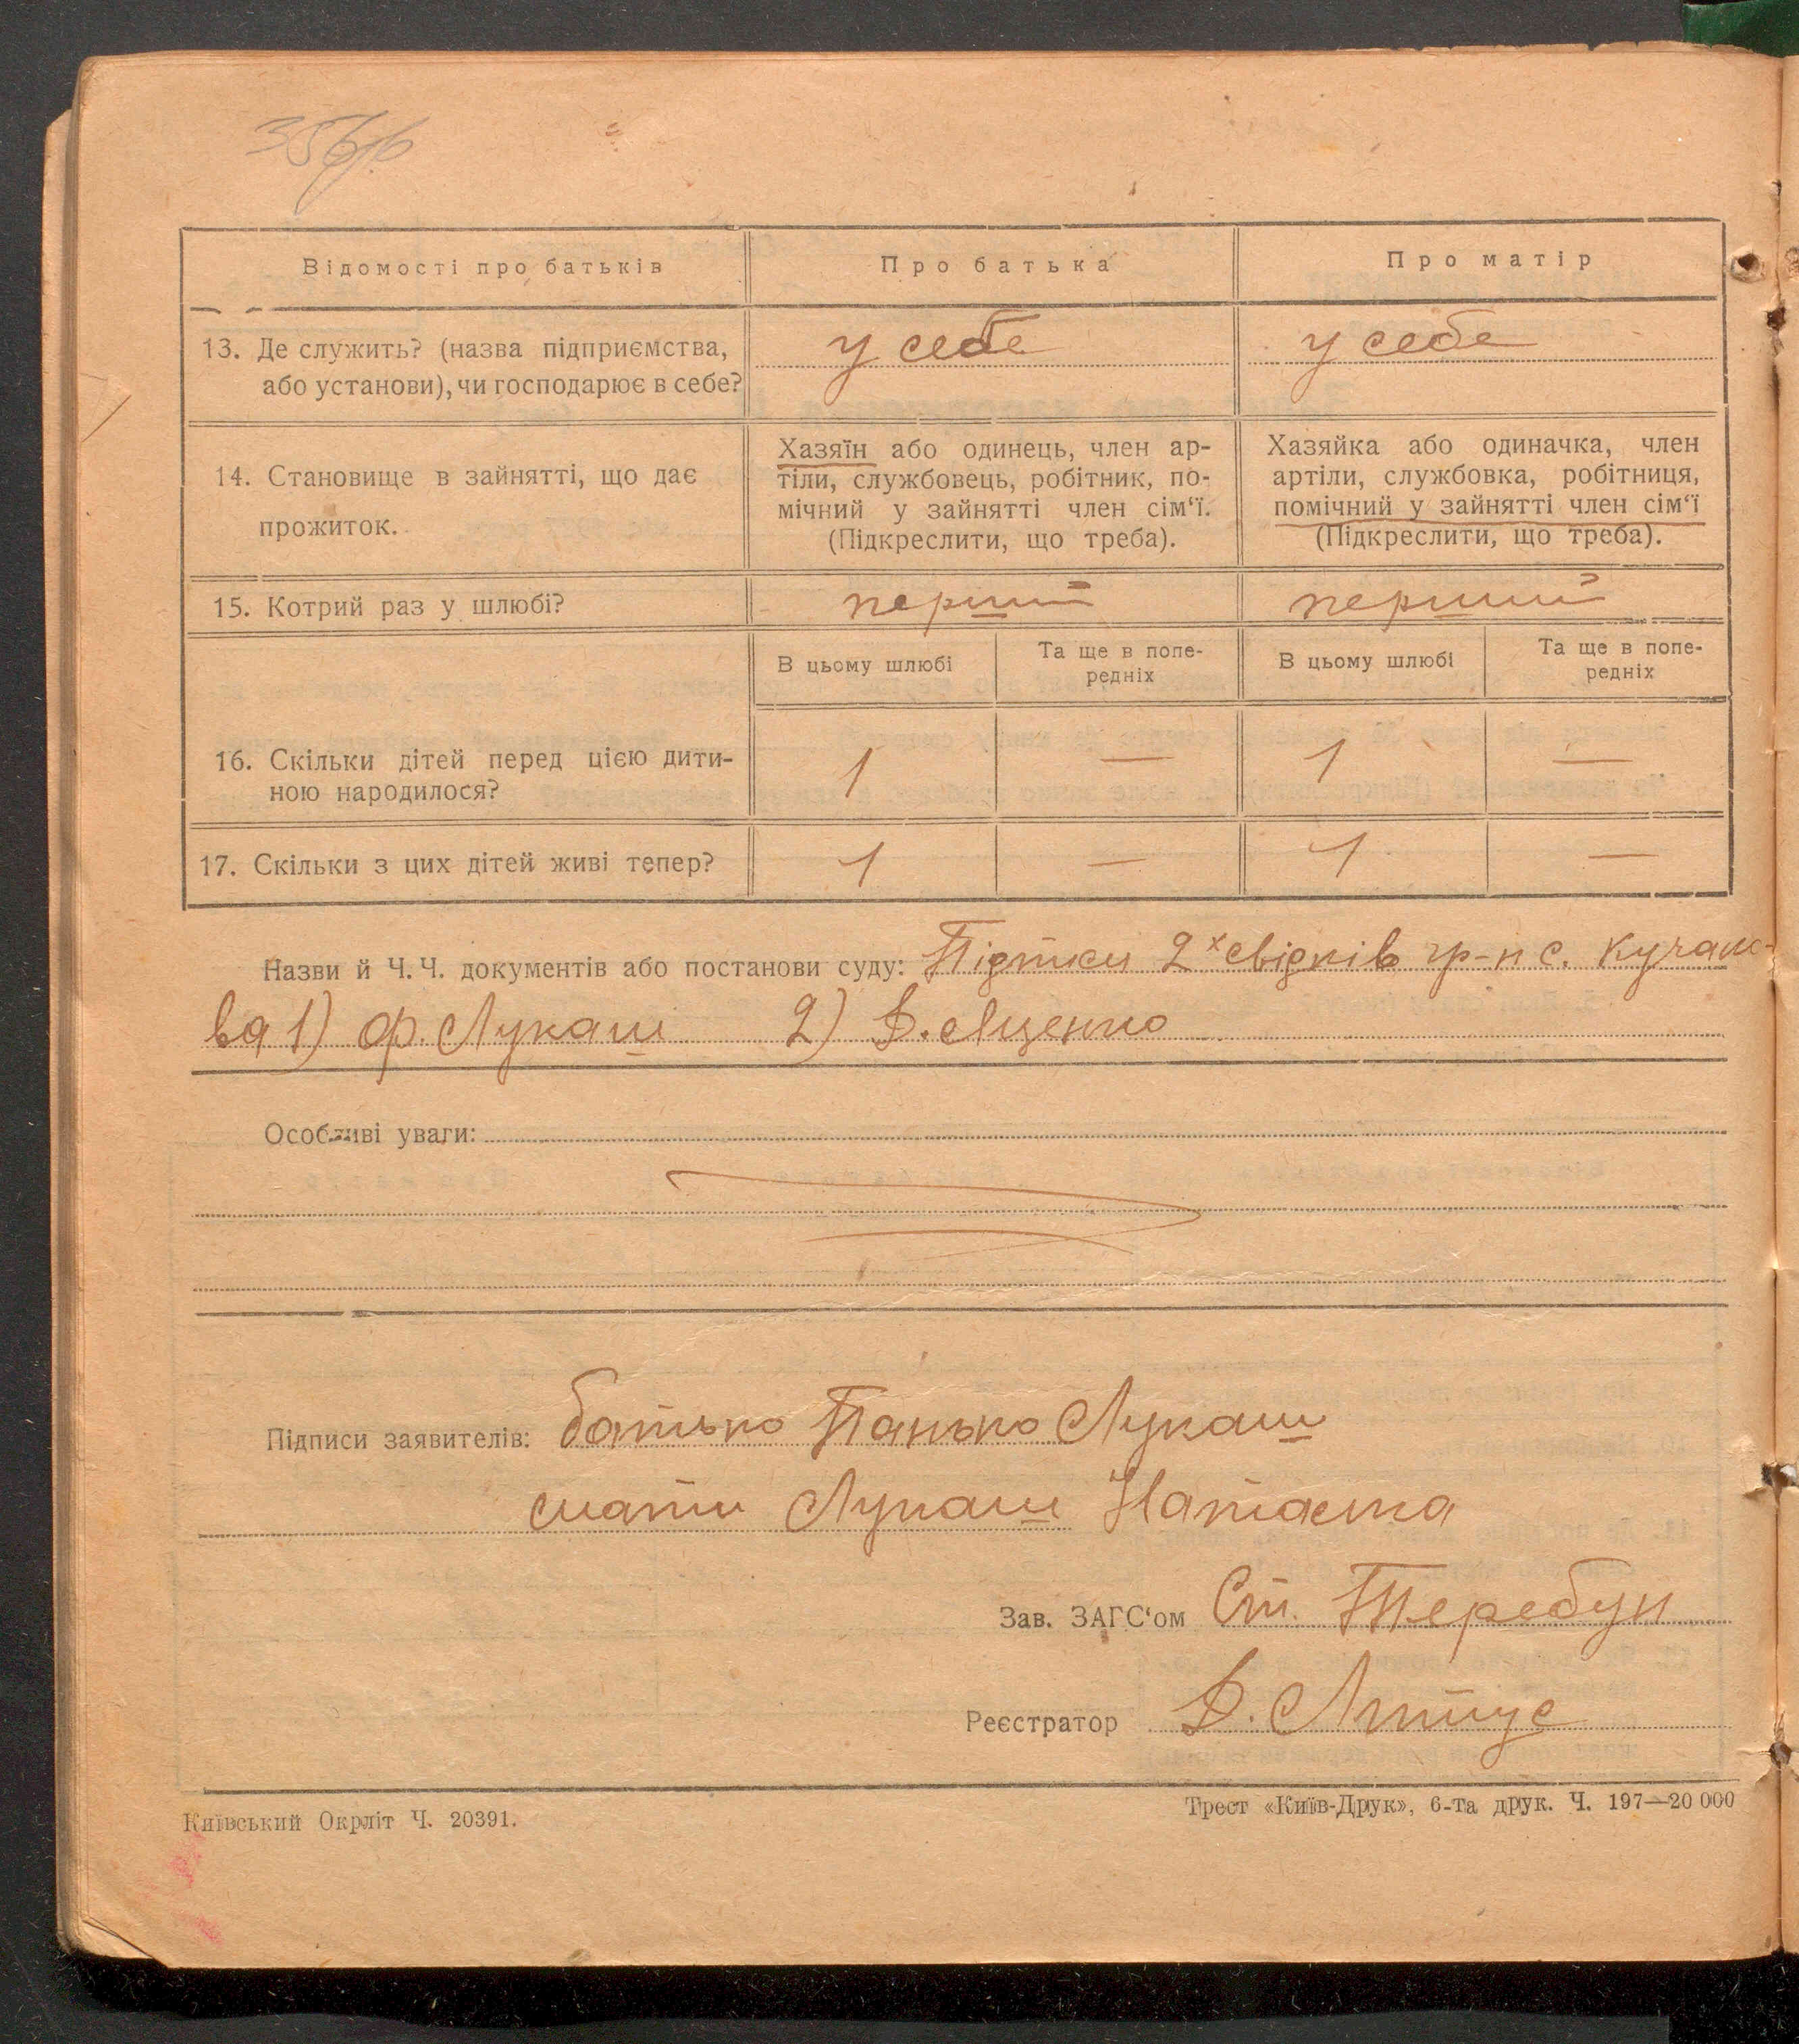 Відомості про батьків
Про батька
Про матір
13. Де служить? (назва підприємства,
або установи), чи господарює в себе?
у себе
у себе
14. Становище в зайнятті, що дає
прожиток.
Хазяїн або одинець, член ар-
тіли, службовець, робітник, по-
мічний у зайнятті член сім‘ї.
(Підкреслити, що треба).
Хазяйка або одиначка, член
артіли, службовка, робітниця,
помічний у зайнятті член сім‘ї
(Підкреслити, що треба).
15. Котрий раз у шлюбі?
перший
перший
В цьому шлюбі
Та ще в попе-
редніх
В цьому шлюбі
Та ще в попе-
редніх
16. Скільки дітей перед цією дити-
ною народилося?
1 — 1 —
17. Скільки з цих дітей живі тепер?
1 — 1 —
Назви й Ч. Ч. документів або постанови суду: Підписи 2х свідків гр-н с.
ва 1) Ф. Лукаш 2) В. Яценко
Особливі уваги:
Підписи заявителів: батько Панько Лукаш
мати Лукаш Наталка
Зав. ЗАГС‘ом Ст. Теребун
Реєстратор
Київський Окрліт Ч. 20391.
Трест «Київ-Друк», 6-та друк. Ч. 197—20 000